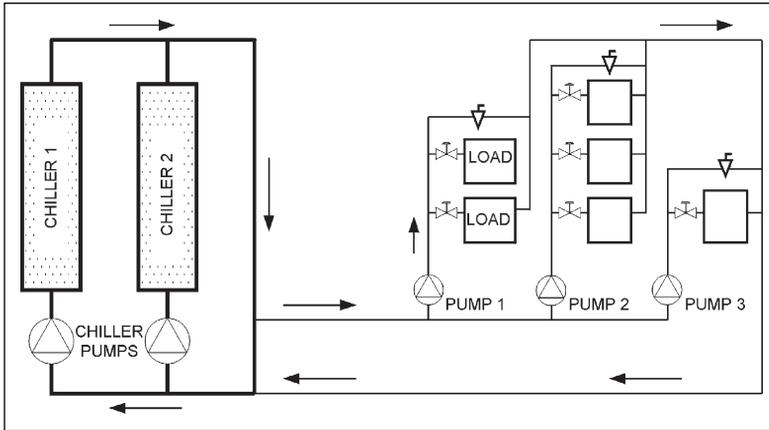 CHILLER 1
CHILLER 2
CHILLER
PUMPS
LOAD
LOAD
PUMP 1
PUMP 2
PUMP 3